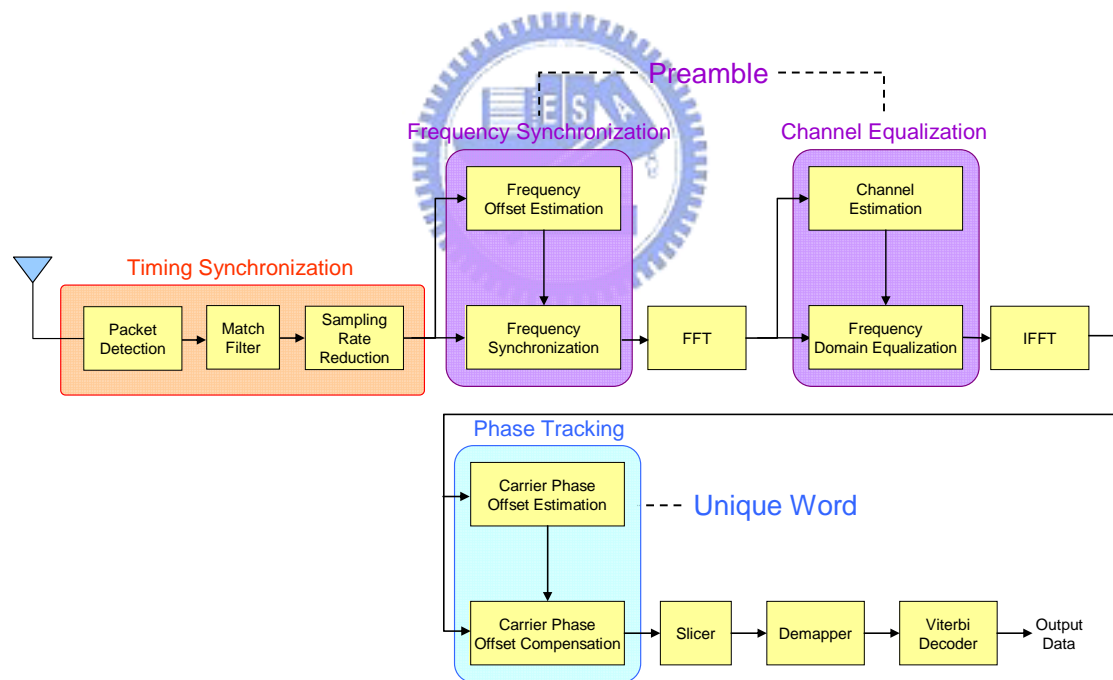 Preamble
Frequency Synchronization
Channel Equalization
E S A
Frequency
Offset Estimation
Channel
Estimation
Timing Synchronization
Packet
Detection
Match
Filter
Sampling
Rate
Reduction
Frequency
Synchronization
FFT
Frequency
Domain Equalization
IFFT
Phase Tracking
Carrier Phase
Offset Estimation
Unique Word
Carrier Phase
Offset Compensation
Slicer
Demapper
Viterbi
Decoder
Output
Data